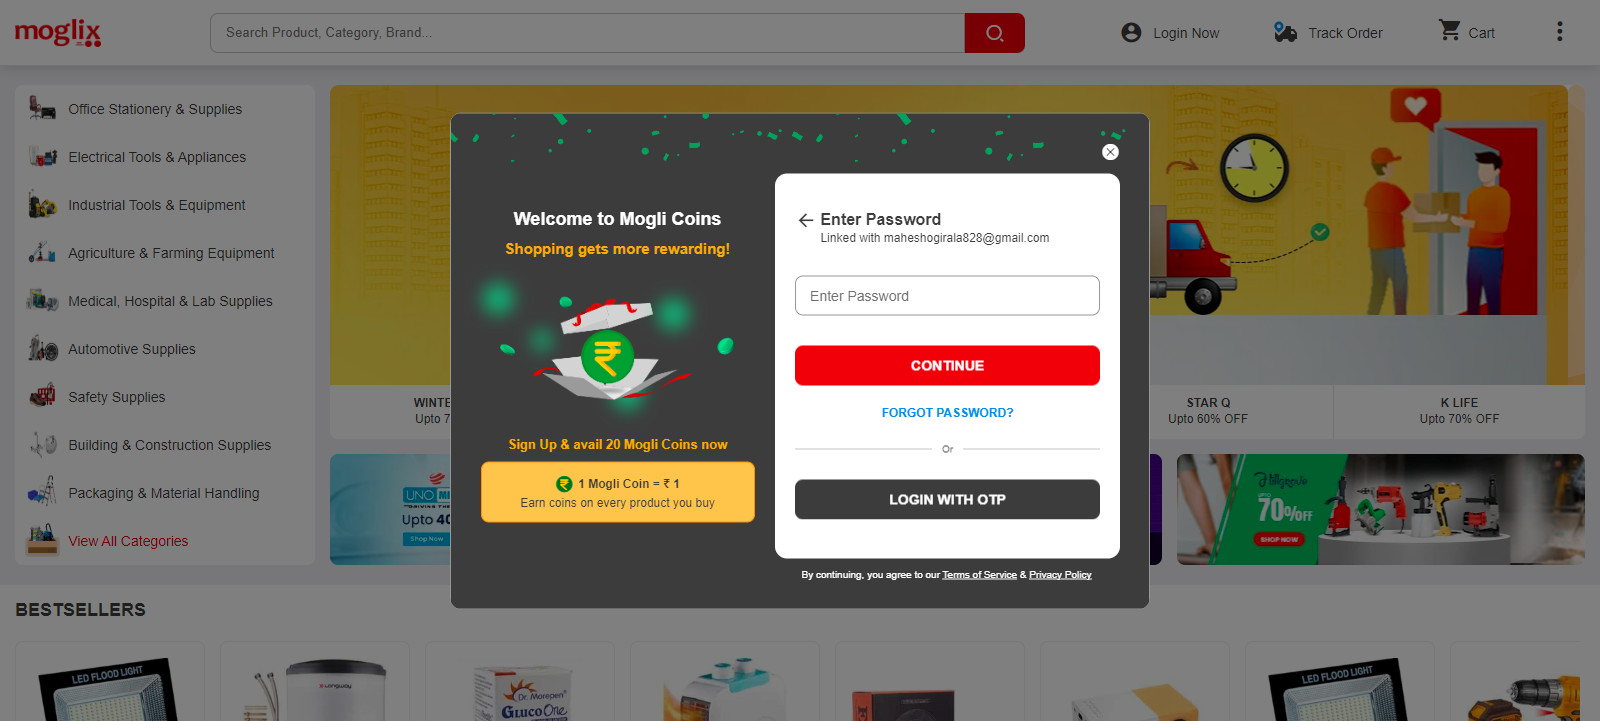 moglix
Search Product, Category, Brand...
Login Now
Track Order
Cart
Office Stationery & Supplies
Electrical Tools & Appliances
Industrial Tools & Equipment
Agriculture & Farming Equipment
Medical, Hospital & Lab Supplies
Automotive Supplies
Safety Supplies
Building & Construction Supplies
Packaging & Material Handling
View All Categories
Welcome to Mogli Coins
Shopping gets more rewarding!
₹
Sign Up & avail 20 Mogli Coins now
₹ 1 Mogli Coin = ₹ 1
Earn coins on every product you buy
Enter Password
Linked with maheshogirala828@gmail.com
Enter Password
CONTINUE
FORGOT PASSWORD?
Or
LOGIN WITH OTP
By continuing, you agree to our Terms of Service & Privacy Policy
STAR Q
Upto 60% OFF
K LIFE
Upto 70% OFF
UNO
Upto 40
Shop Now
Hillgrove
UPTO
70% OFF
SHOP NOW
BESTSELLERS
LED FLOOD LIGHT
LONGWAY
Dr. Morepen
GLUCO ONE
LED FLOOD LIGHT